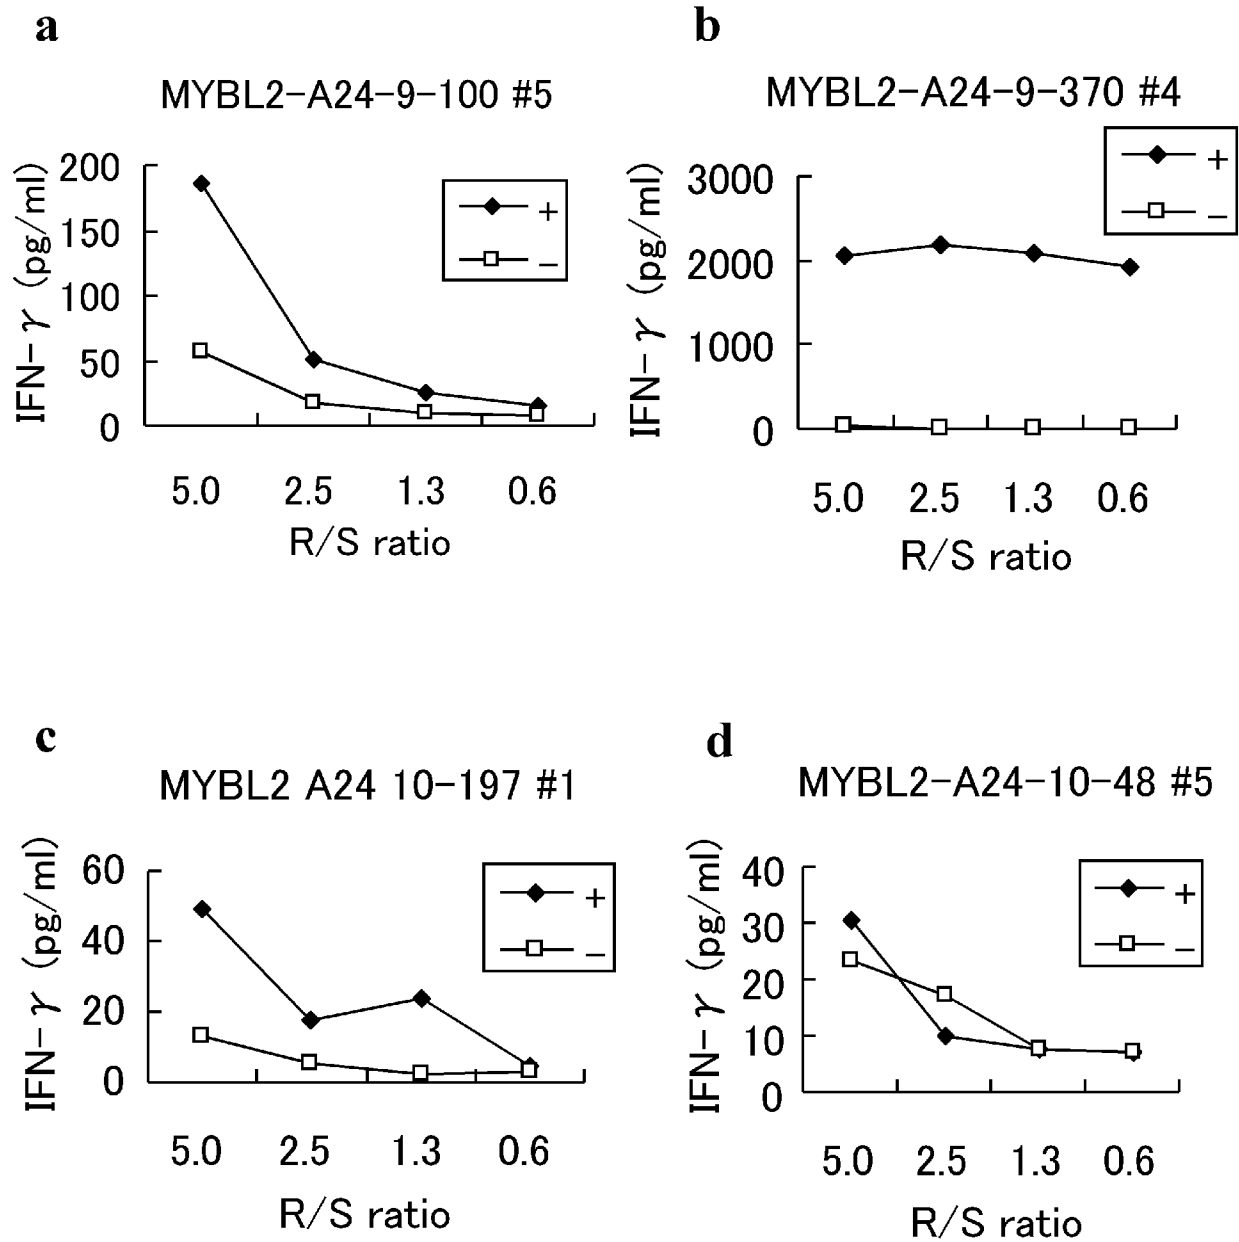 a
MYBL2-A24-9-100 #5
IFN-γ (pg/ml)
200
150
100
50
0
+
−
5.0 2.5 1.3 0.6
R/S ratio
b
MYBL2-A24-9-370 #4
IFN-γ (pg/ml)
3000
2000
1000
0
+
−
5.0 2.5 1.3 0.6
R/S ratio
c
MYBL2 A24 10-197 #1
IFN-γ (pg/ml)
60
40
20
0
+
−
5.0 2.5 1.3 0.6
R/S ratio
d
MYBL2-A24-10-48 #5
IFN-γ (pg/ml)
40
30
20
10
0
+
−
5.0 2.5 1.3 0.6
R/S ratio